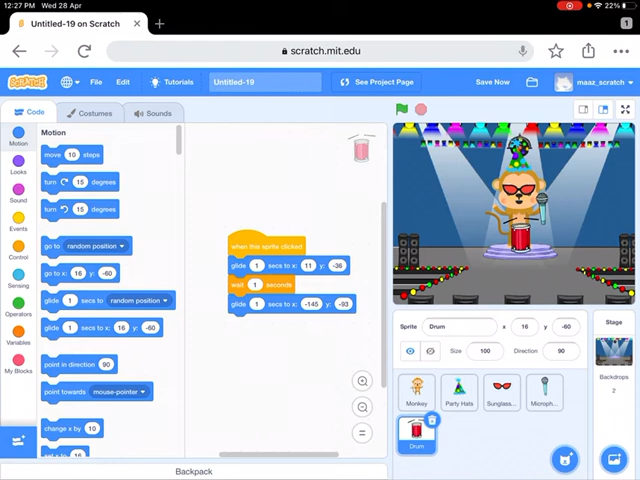 12:27 PM Wed 28 Apr
22%
Untitled-19 on Scratch
1
scratch.mit.edu
SCRATCH
File
Edit
Tutorials
Untitled-19
See Project Page
Save Now
maaz_scratch
Code
Costumes
Sounds
Motion
Motion
Looks
Sound
Events
Control
Sensing
Operators
Variables
My Blocks
move 10 steps
turn 15 degrees
turn 15 degrees
go to random position
go to x: 16 y: -60
glide 1 secs to random position
glide 1 secs to x: 16 y: -60
point in direction 90
point towards mouse-pointer
change x by 10
set x to 16
when this sprite clicked
glide 1 secs to x: 11 y: -36
wait 1 seconds
glide 1 secs to x: -145 y: -93
Backpack
Sprite Drum x 16 y -60
Size 100 Direction 90
Monkey
Party Hats
Sunglass...
Microph...
Drum
Stage
Backdrops
2